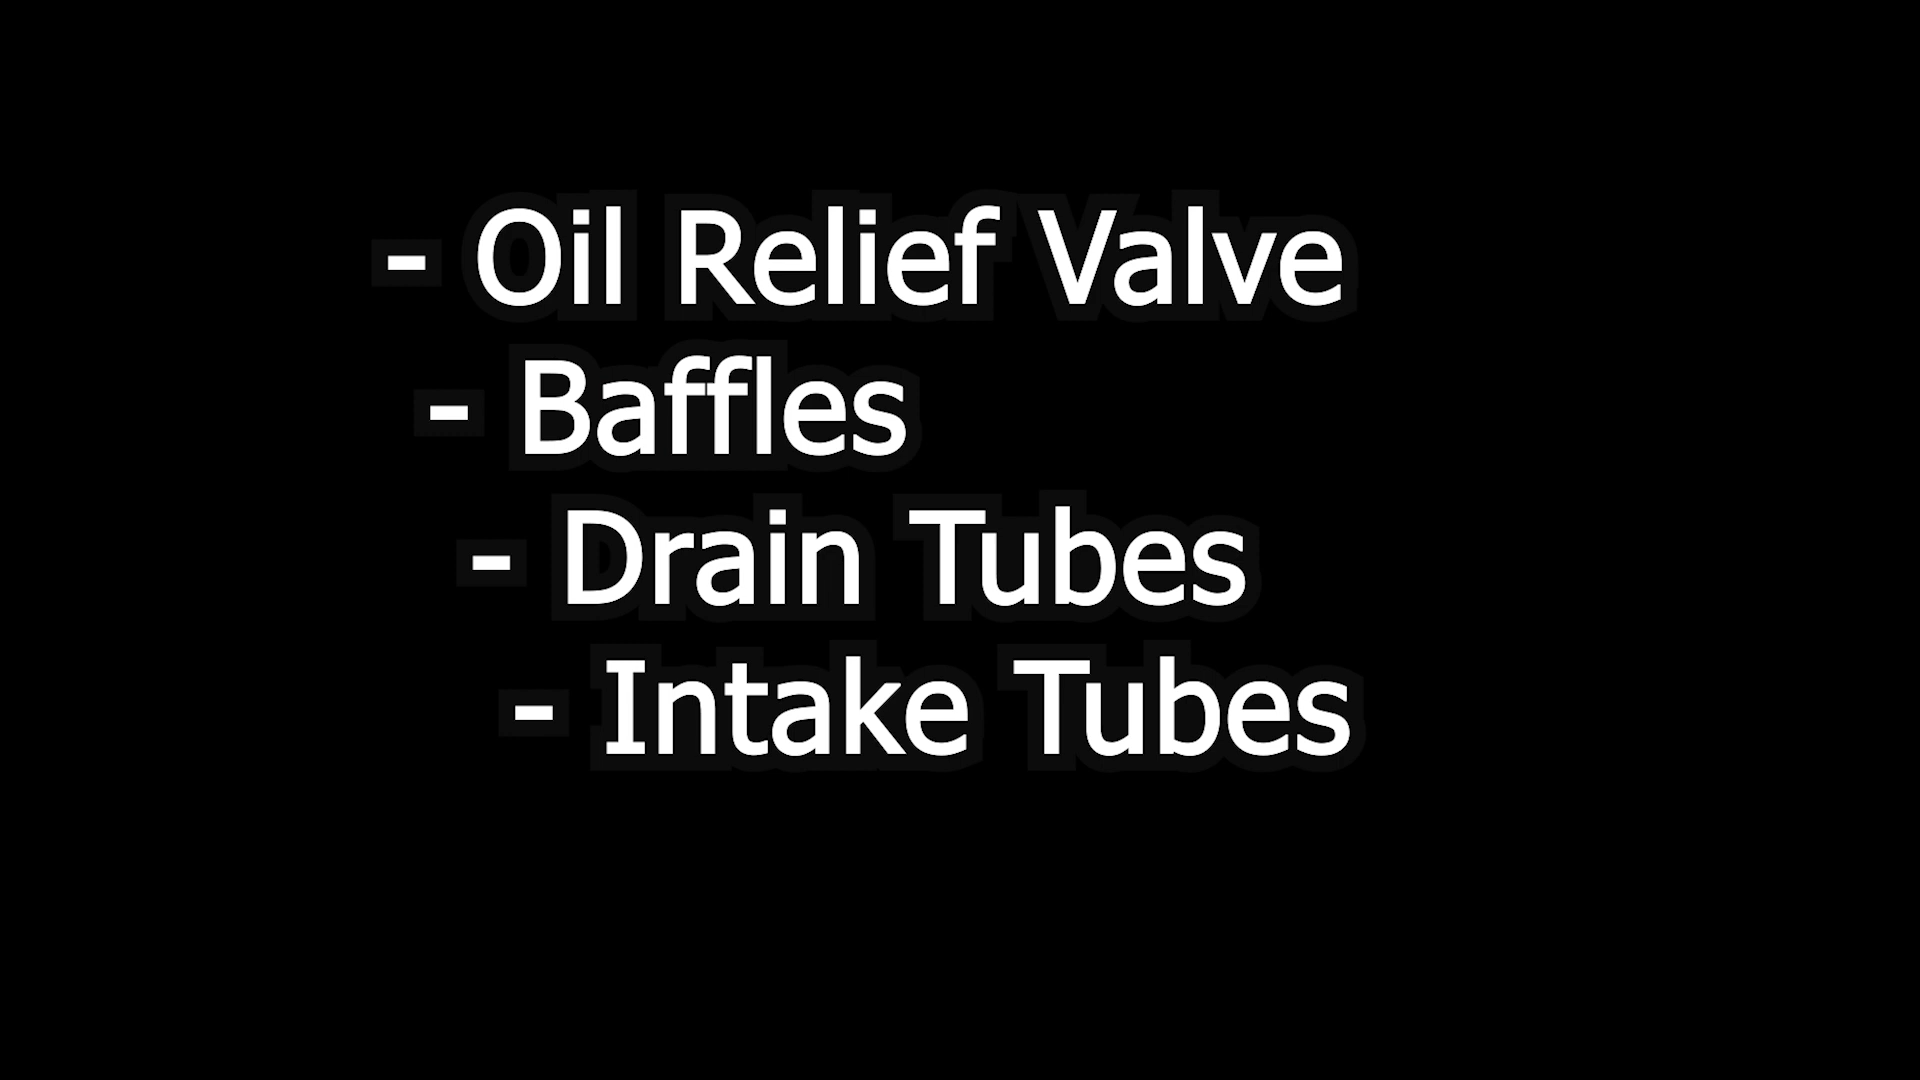 - Oil Relief Valve
- Baffles
- Drain Tubes
- Intake Tubes